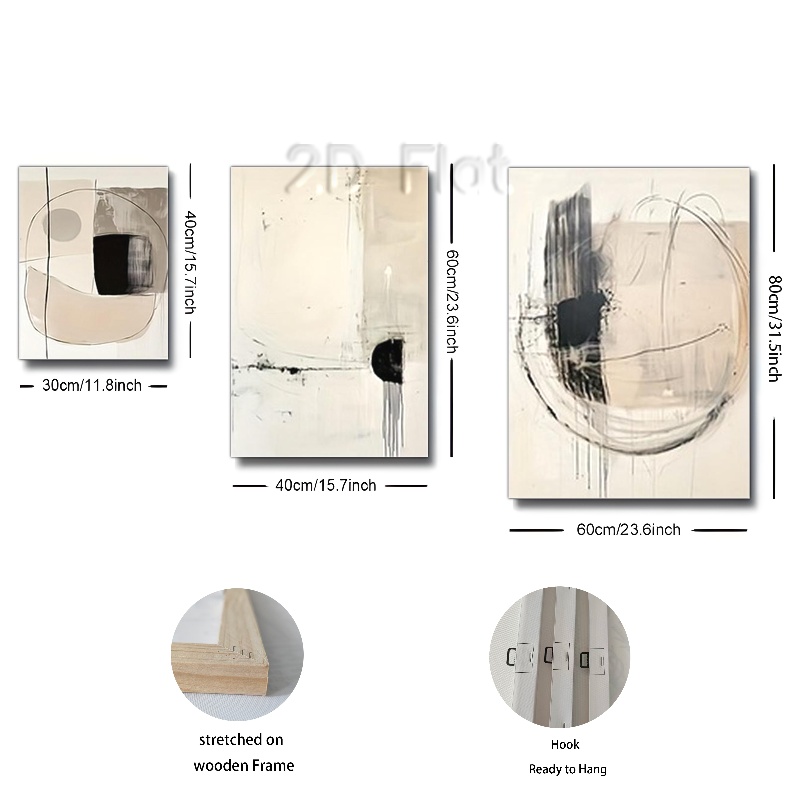 2D Flat
40cm/15.7inch
30cm/11.8inch
60cm/23.6inch
40cm/15.7inch
80cm/31.5inch
60cm/23.6inch
stretched on
wooden Frame
Hook
Ready to Hang